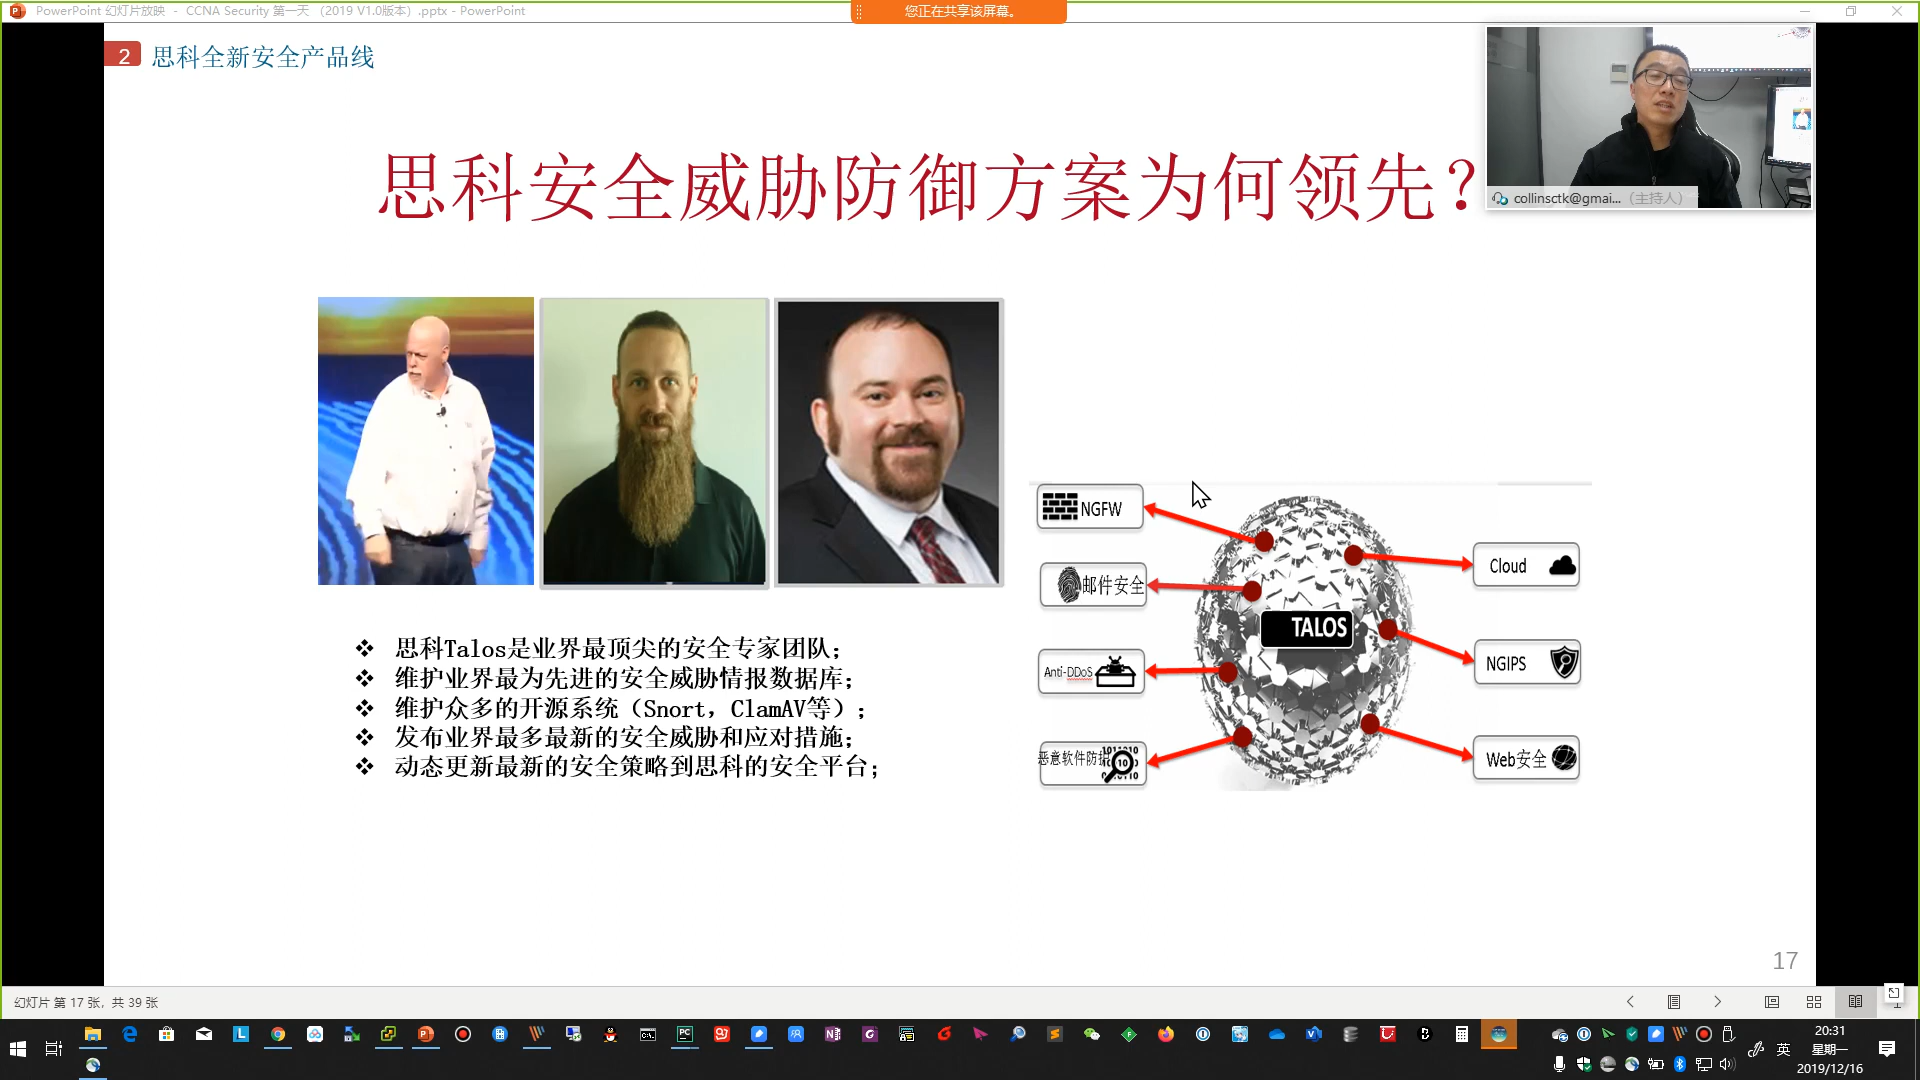 PowerPoint 幻灯片放映 - CCNA Security 第一天 （2019 V1.0版本）.pptx - PowerPoint
您正在共享该屏幕。
2 思科全新安全产品线
思科安全威胁防御方案为何领先？
collinsctk@gmai... （主持人）
NGFW
邮件安全
Anti-DDoS
恶意软件防护
TALOS
Cloud
NGIPS
Web安全
❖ 思科Talos是业界最顶尖的安全专家团队；
❖ 维护业界最为先进的安全威胁情报数据库；
❖ 维护众多的开源系统（Snort，ClamAV等）；
❖ 发布业界最多最新的安全威胁和应对措施；
❖ 动态更新最新的安全策略到思科的安全平台；
17
幻灯片 第 17 张，共 39 张
英
20:31
星期一
2019/12/16